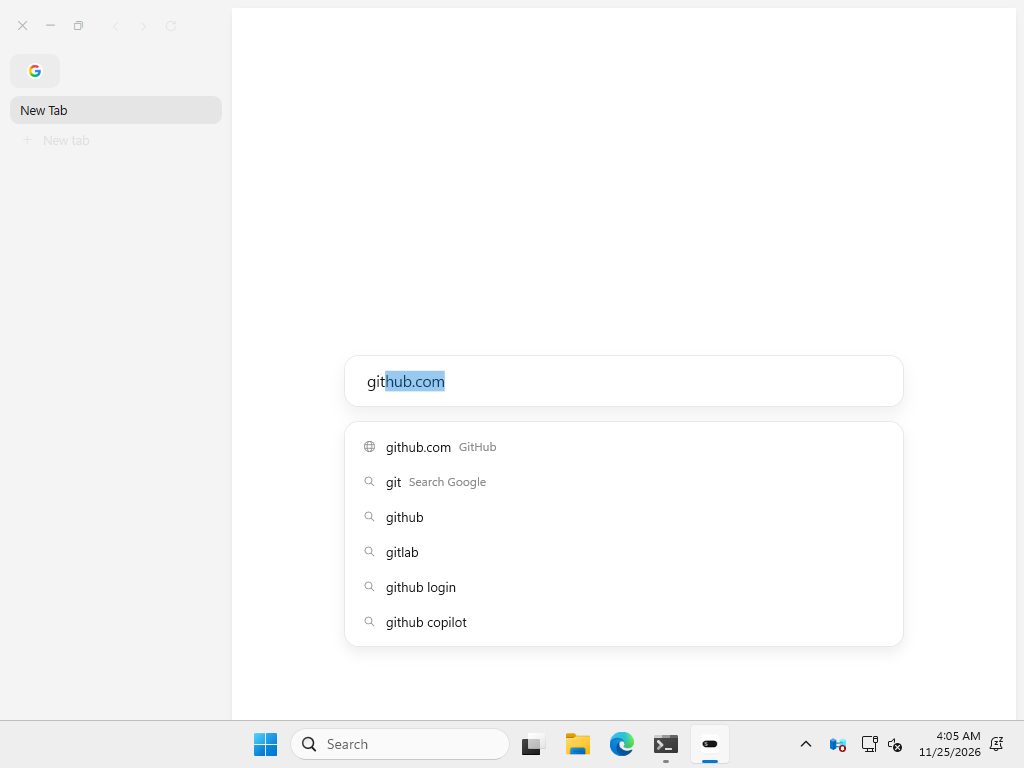 New Tab
New tab
github.com
github.com GitHub
git Search Google
github
gitlab
github login
github copilot
Search
4:05 AM
11/25/2026